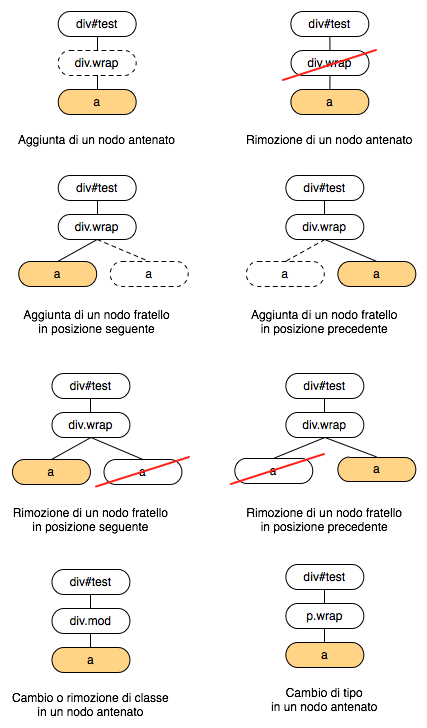 div#test
div.wrap
a
Aggiunta di un nodo antenato
div#test
div.wrap
a
Rimozione di un nodo antenato
div#test
div.wrap
a
a
Aggiunta di un nodo fratello
in posizione seguente
div#test
div.wrap
a
a
Aggiunta di un nodo fratello
in posizione precedente
div#test
div.wrap
a
a
Rimozione di un nodo fratello
in posizione seguente
div#test
div.wrap
a
a
Rimozione di un nodo fratello
in posizione precedente
div#test
div.mod
a
Cambio o rimozione di classe
in un nodo antenato
div#test
p.wrap
a
Cambio di tipo
in un nodo antenato